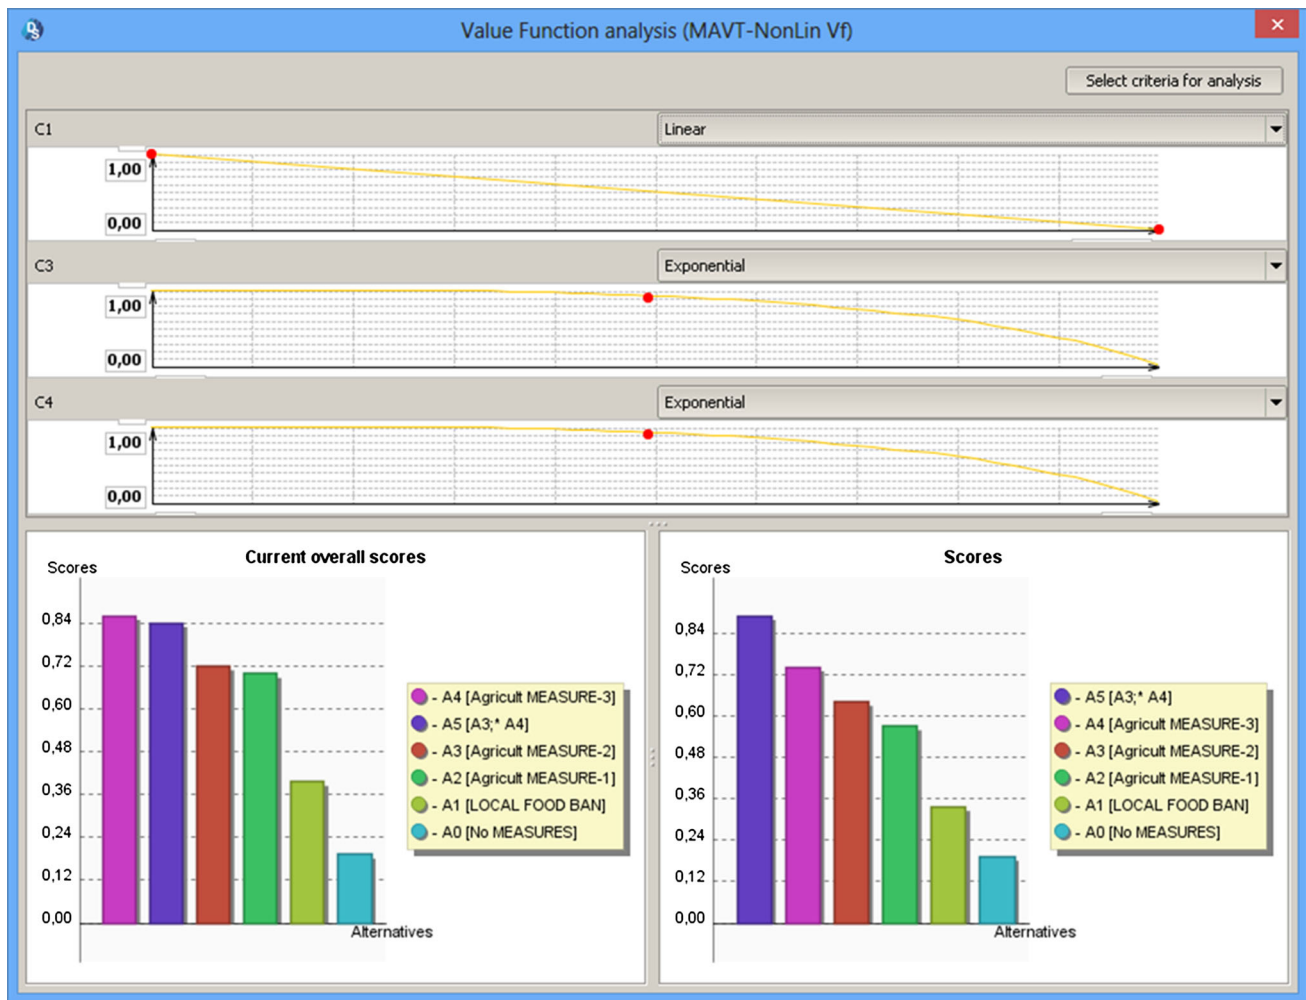 Value Function analysis (MAVT-NonLin Vf)
Select criteria for analysis
C1
Linear
1,00
0,00
C3
Exponential
1,00
0,00
C4
Exponential
1,00
0,00
Current overall scores
Scores
0,84
0,72
0,60
0,48
0,36
0,24
0,12
0,00
Alternatives
- A4 [Agricult MEASURE-3]
- A5 [A3;* A4]
- A3 [Agricult MEASURE-2]
- A2 [Agricult MEASURE-1]
- A1 [LOCAL FOOD BAN]
- A0 [No MEASURES]
Scores
Scores
0,84
0,72
0,60
0,48
0,36
0,24
0,12
0,00
Alternatives
- A5 [A3;* A4]
- A4 [Agricult MEASURE-3]
- A3 [Agricult MEASURE-2]
- A2 [Agricult MEASURE-1]
- A1 [LOCAL FOOD BAN]
- A0 [No MEASURES]